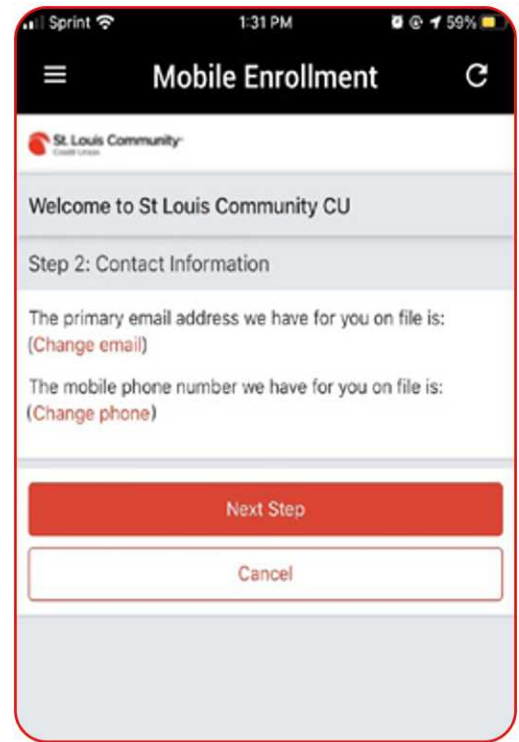 Sprint 1:31 PM 59%
Mobile Enrollment
St. Louis Community
Credit Union
Welcome to St Louis Community CU
Step 2: Contact Information
The primary email address we have for you on file is:
(Change email)
The mobile phone number we have for you on file is:
(Change phone)
Next Step
Cancel